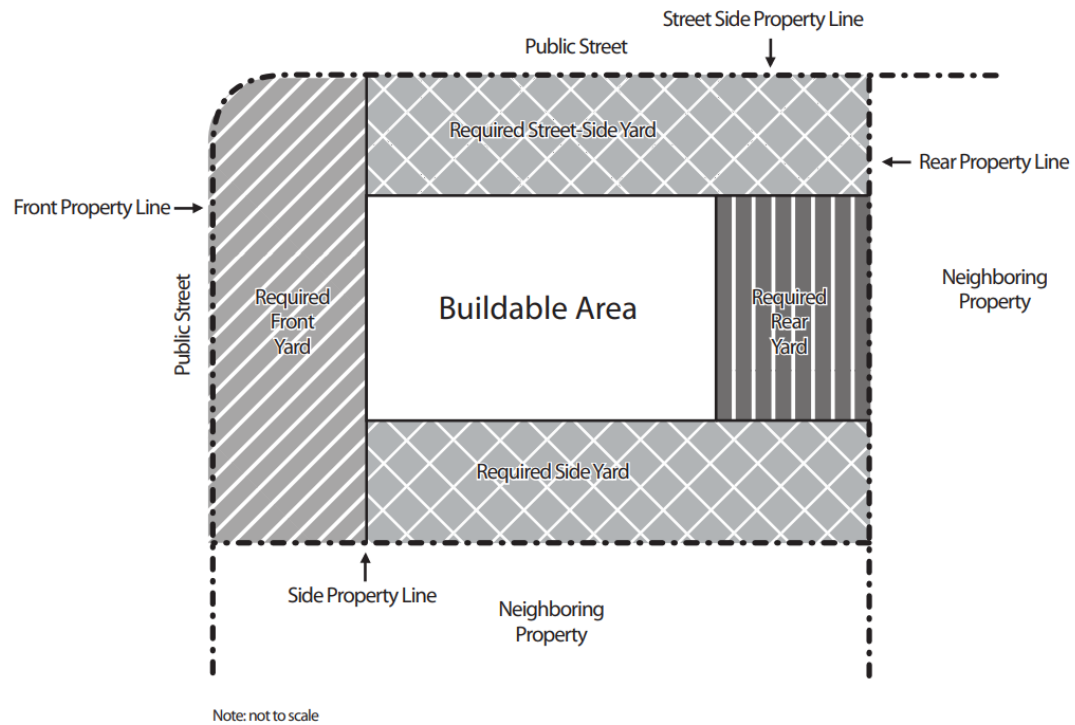 Street Side Property Line
Public Street
Required Street-Side Yard
Rear Property Line
Front Property Line
Public Street
Required
Front
Yard
Buildable Area
Required
Rear
Yard
Neighboring
Property
Required Side Yard
Side Property Line
Neighboring
Property
Note: not to scale